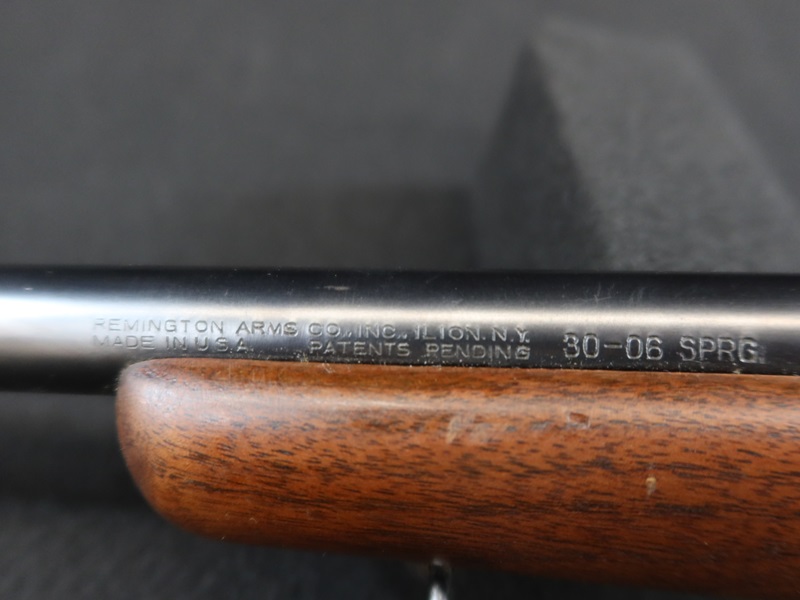 REMINGTON ARMS CO., INC., ILION, N.Y.
MADE IN U.S.A. PATENTS PENDING
30-06 SPRG.